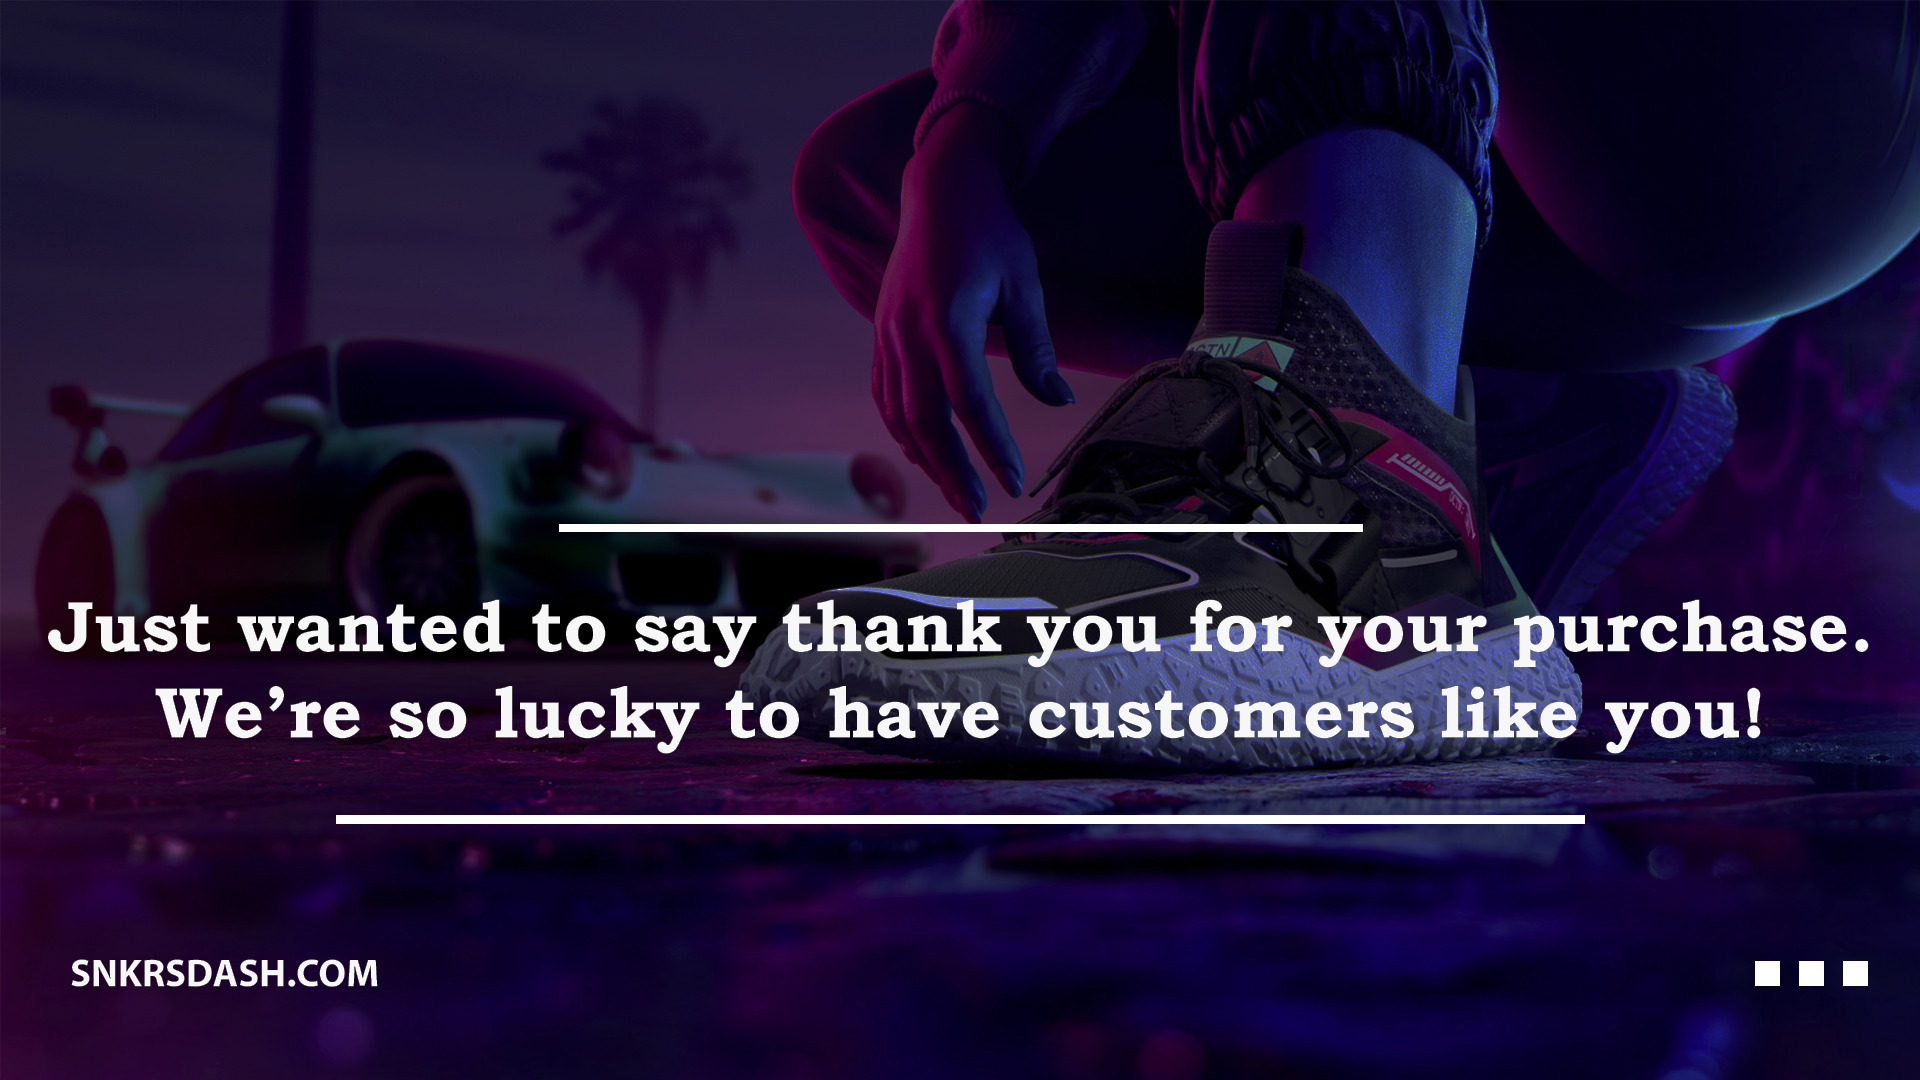 Just wanted to say thank you for your purchase.
We’re so lucky to have customers like you!
SNKRSDASH.COM